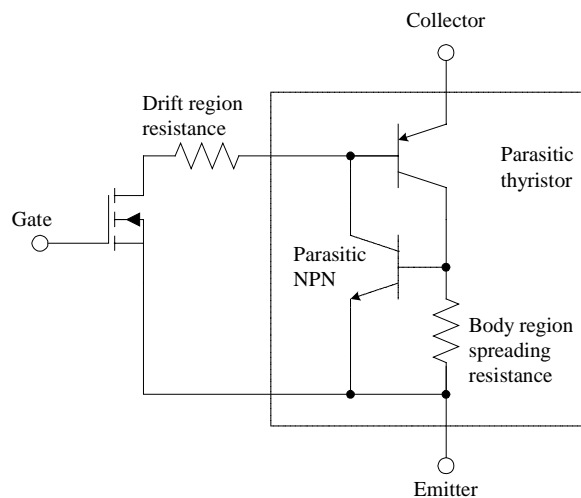 Collector
Drift region
resistance
Parasitic
thyristor
Gate
Parasitic
NPN
Body region
spreading
resistance
Emitter